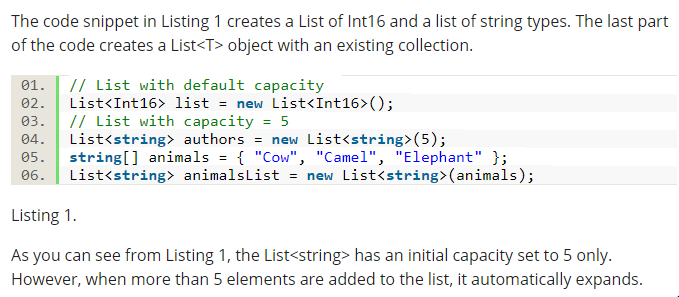 The code snippet in Listing 1 creates a List of Int16 and a list of string types. The last part
of the code creates a List<T> object with an existing collection.
01. // List with default capacity
02. List<Int16> list = new List<Int16>();
03. // List with capacity = 5
04. List<string> authors = new List<string>(5);
05. string[] animals = { "Cow", "Camel", "Elephant" };
06. List<string> animalsList = new List<string>(animals);
Listing 1.
As you can see from Listing 1, the List<string> has an initial capacity set to 5 only.
However, when more than 5 elements are added to the list, it automatically expands.